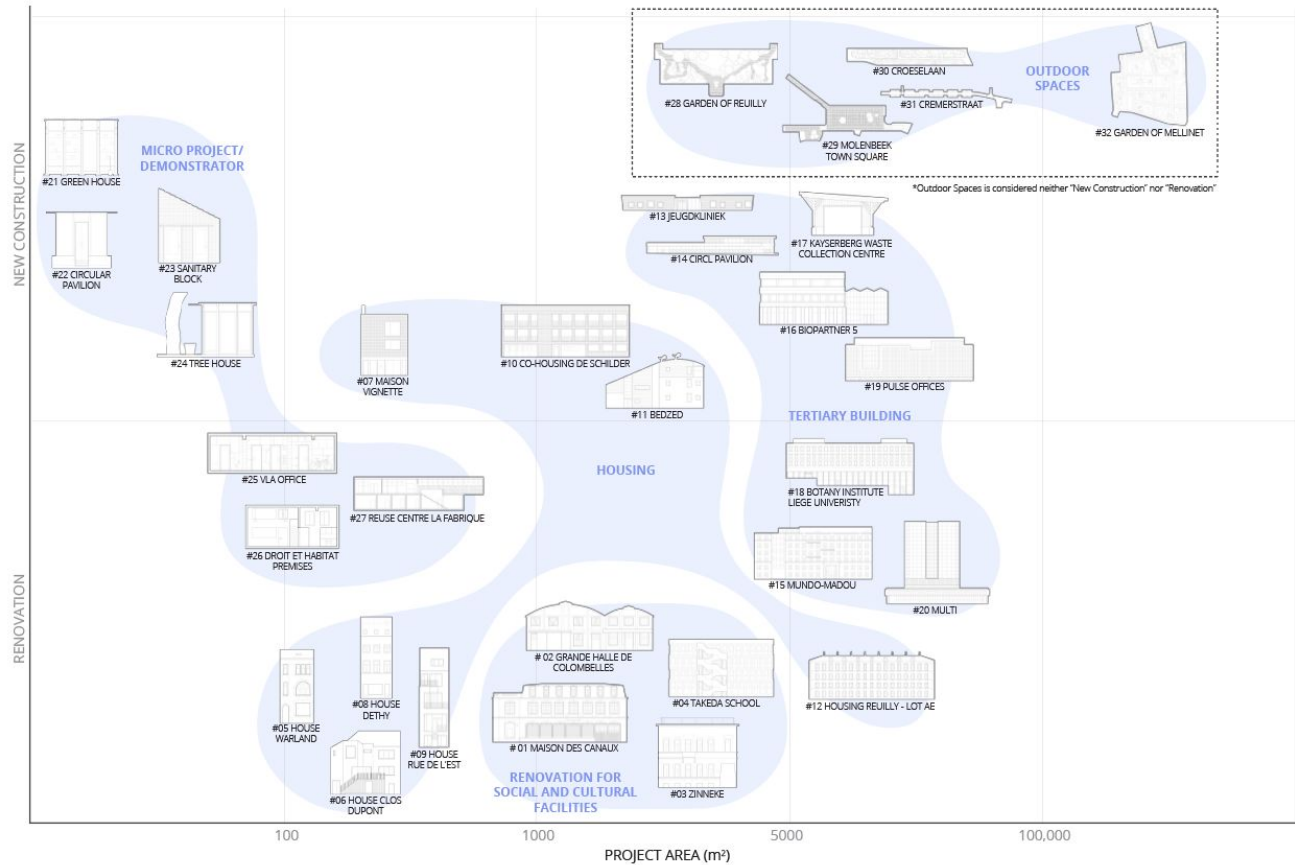 NEW CONSTRUCTION
RENOVATION
MICRO PROJECT/
DEMONSTRATOR
#21 GREEN HOUSE
#22 CIRCULAR
PAVILION
#23 SANITARY
BLOCK
#24 TREE HOUSE
#25 VLA OFFICE
#27 REUSE CENTRE LA FABRIQUE
#26 DROIT ET HABITAT
PREMISES
OUTDOOR
SPACES
#28 GARDEN OF REUILLY
#30 CROESELAAN
#31 CREMERSTRAAT
#29 MOLENBEEK
TOWN SQUARE
#32 GARDEN OF MELLINET
*Outdoor Spaces is considered neither "New Construction" nor "Renovation"
#13 JEUGDKLINIEK
#14 CIRCL PAVILION
#17 KAYSERBERG WASTE
COLLECTION CENTRE
#16 BIOPARTNER 5
#19 PULSE OFFICES
TERTIARY BUILDING
#18 BOTANY INSTITUTE
LIEGE UNIVERISTY
#15 MUNDO-MADOU
#20 MULTI
#07 MAISON
VIGNETTE
#10 CO-HOUSING DE SCHILDER
#11 BEDZED
HOUSING
#05 HOUSE
WARLAND
#08 HOUSE
DETHY
#09 HOUSE
RUE DE L'EST
#06 HOUSE CLOS
DUPONT
#12 HOUSING REUILLY - LOT AE
# 02 GRANDE HALLE DE
COLOMBELLES
#04 TAKEDA SCHOOL
# 01 MAISON DES CANAUX
#03 ZINNEKE
RENOVATION FOR
SOCIAL AND CULTURAL
FACILITIES
100
1000
5000
100,000
PROJECT AREA (m²)